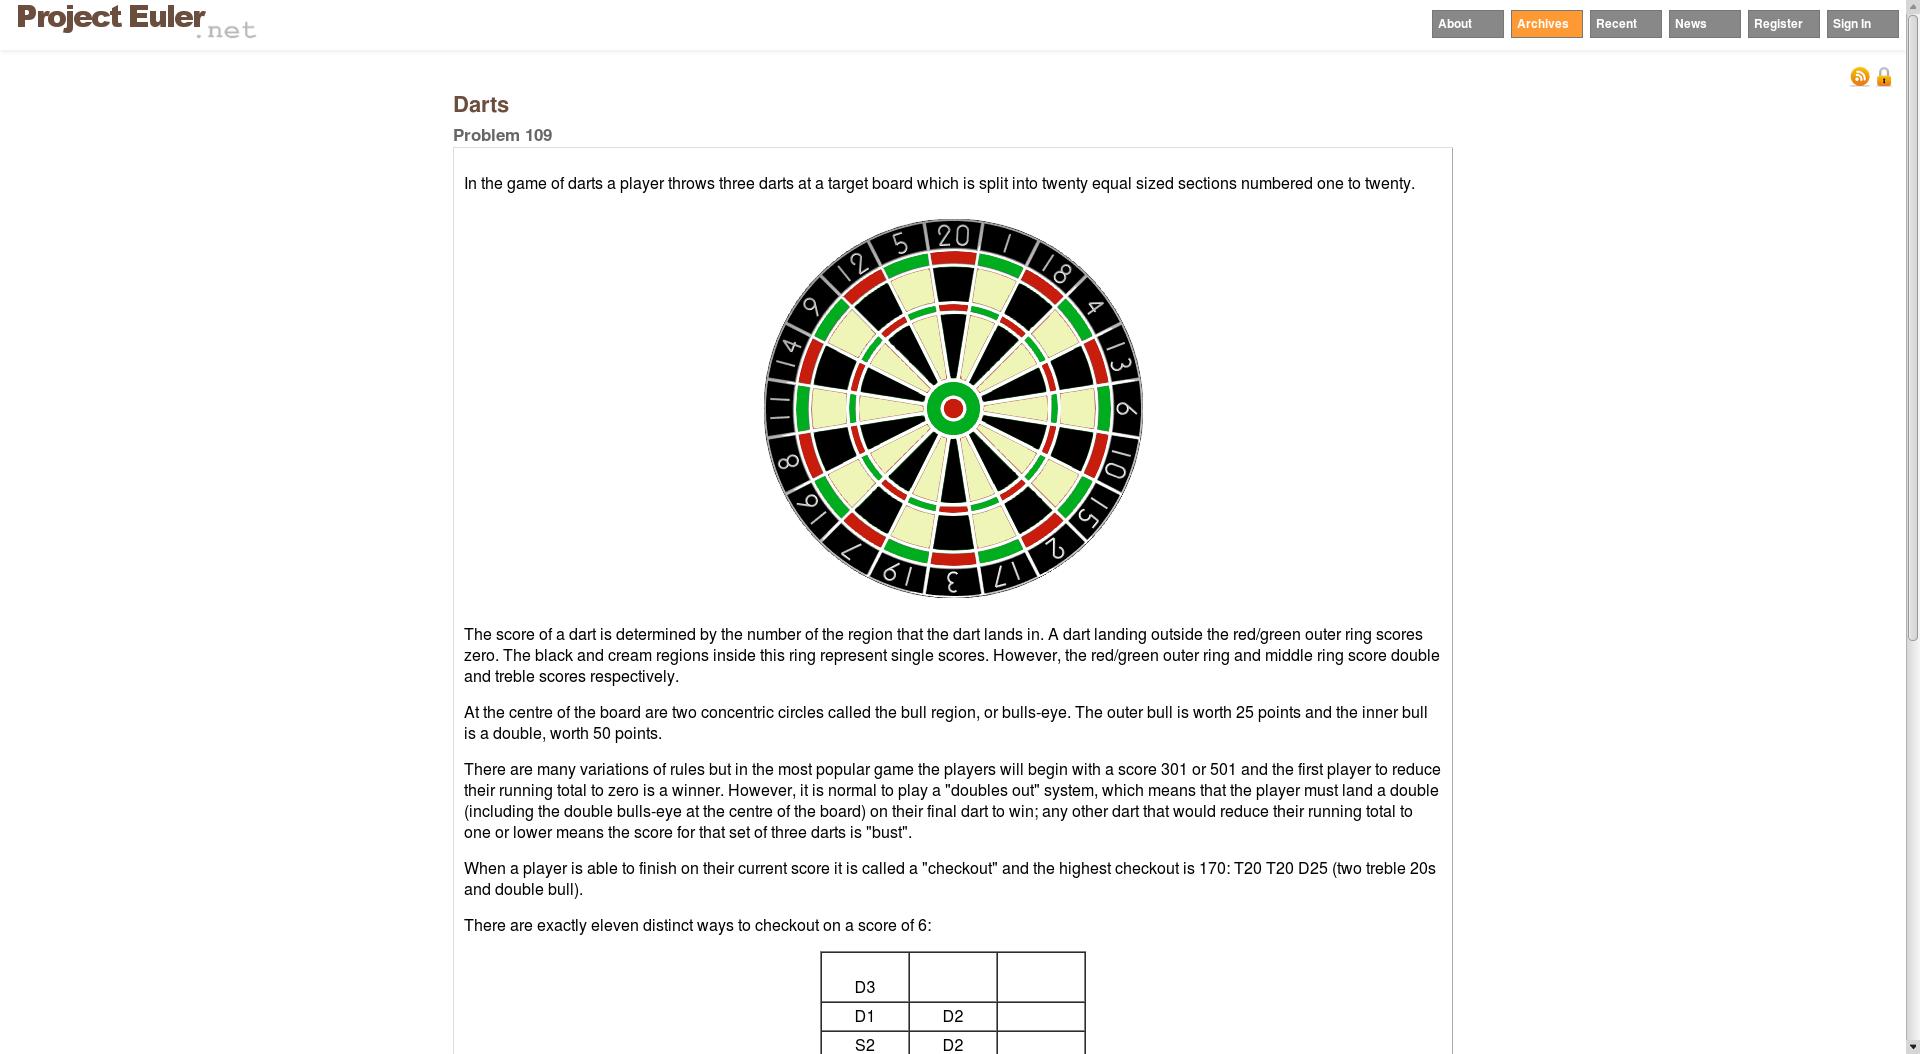 Project Euler
.net
About Archives Recent News Register Sign In
Darts
Problem 109
In the game of darts a player throws three darts at a target board which is split into twenty equal sized sections numbered one to twenty.
20
1
18
4
13
6
10
15
2
17
3
19
7
16
8
11
14
9
12
5
The score of a dart is determined by the number of the region that the dart lands in. A dart landing outside the red/green outer ring scores
zero. The black and cream regions inside this ring represent single scores. However, the red/green outer ring and middle ring score double
and treble scores respectively.
At the centre of the board are two concentric circles called the bull region, or bulls-eye. The outer bull is worth 25 points and the inner bull
is a double, worth 50 points.
There are many variations of rules but in the most popular game the players will begin with a score 301 or 501 and the first player to reduce
their running total to zero is a winner. However, it is normal to play a "doubles out" system, which means that the player must land a double
(including the double bulls-eye at the centre of the board) on their final dart to win; any other dart that would reduce their running total to
one or lower means the score for that set of three darts is "bust".
When a player is able to finish on their current score it is called a "checkout" and the highest checkout is 170: T20 T20 D25 (two treble 20s
and double bull).
There are exactly eleven distinct ways to checkout on a score of 6:
D3
D1 D2
S2 D2